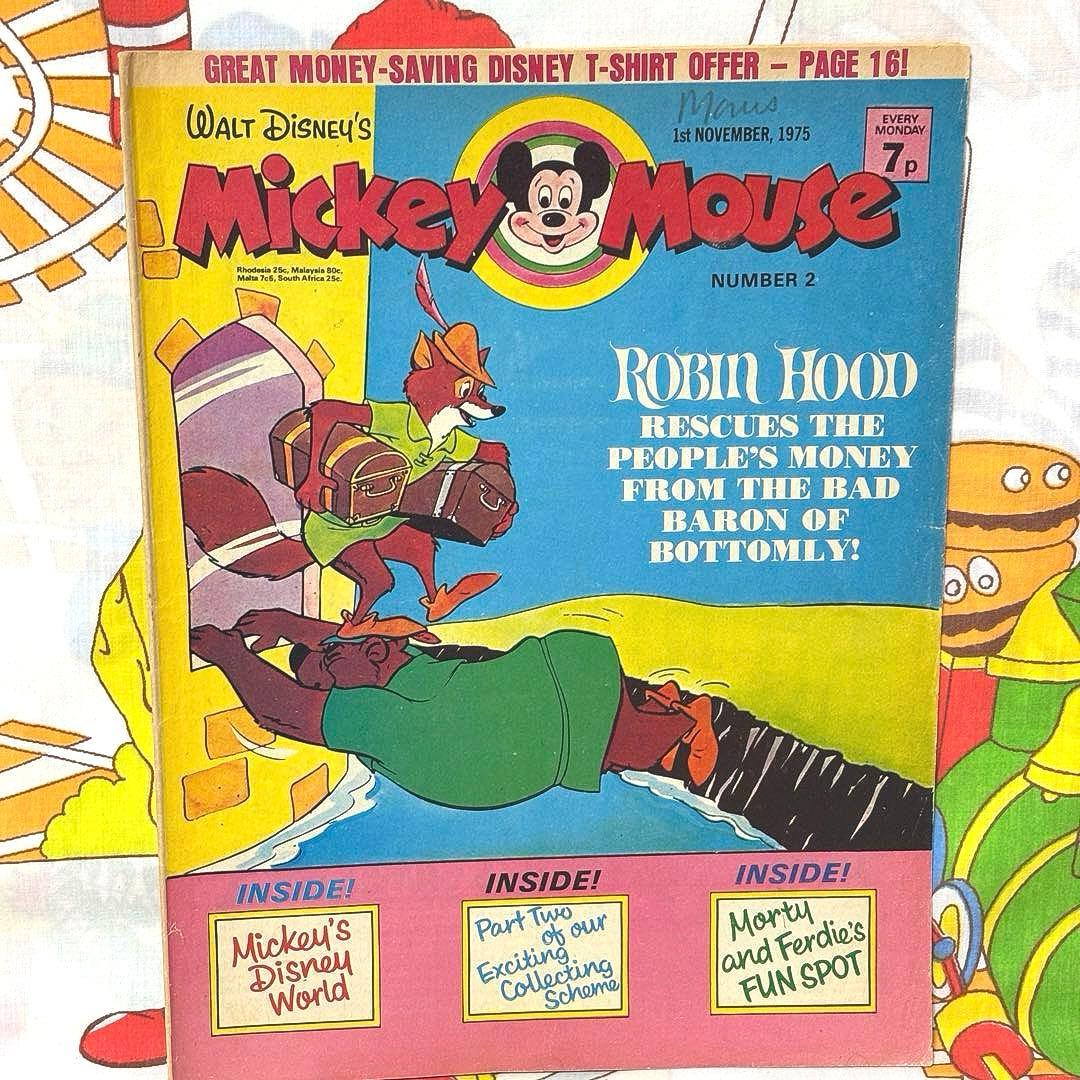 GREAT MONEY-SAVING DISNEY T-SHIRT OFFER – PAGE 16!
WALT DISNEY'S
1st NOVEMBER, 1975
EVERY
MONDAY
7p
Mickey Mouse
Rhodesia 25c, Malaysia 80c,
Malta 7c5, South Africa 25c.
NUMBER 2
ROBIN HOOD
RESCUES THE
PEOPLE'S MONEY
FROM THE BAD
BARON OF
BOTTOMLY!
INSIDE!
Mickey's
Disney
World
INSIDE!
Part Two
of our
Exciting
Collecting
Scheme
INSIDE!
Morty
and Ferdie's
FUN SPOT